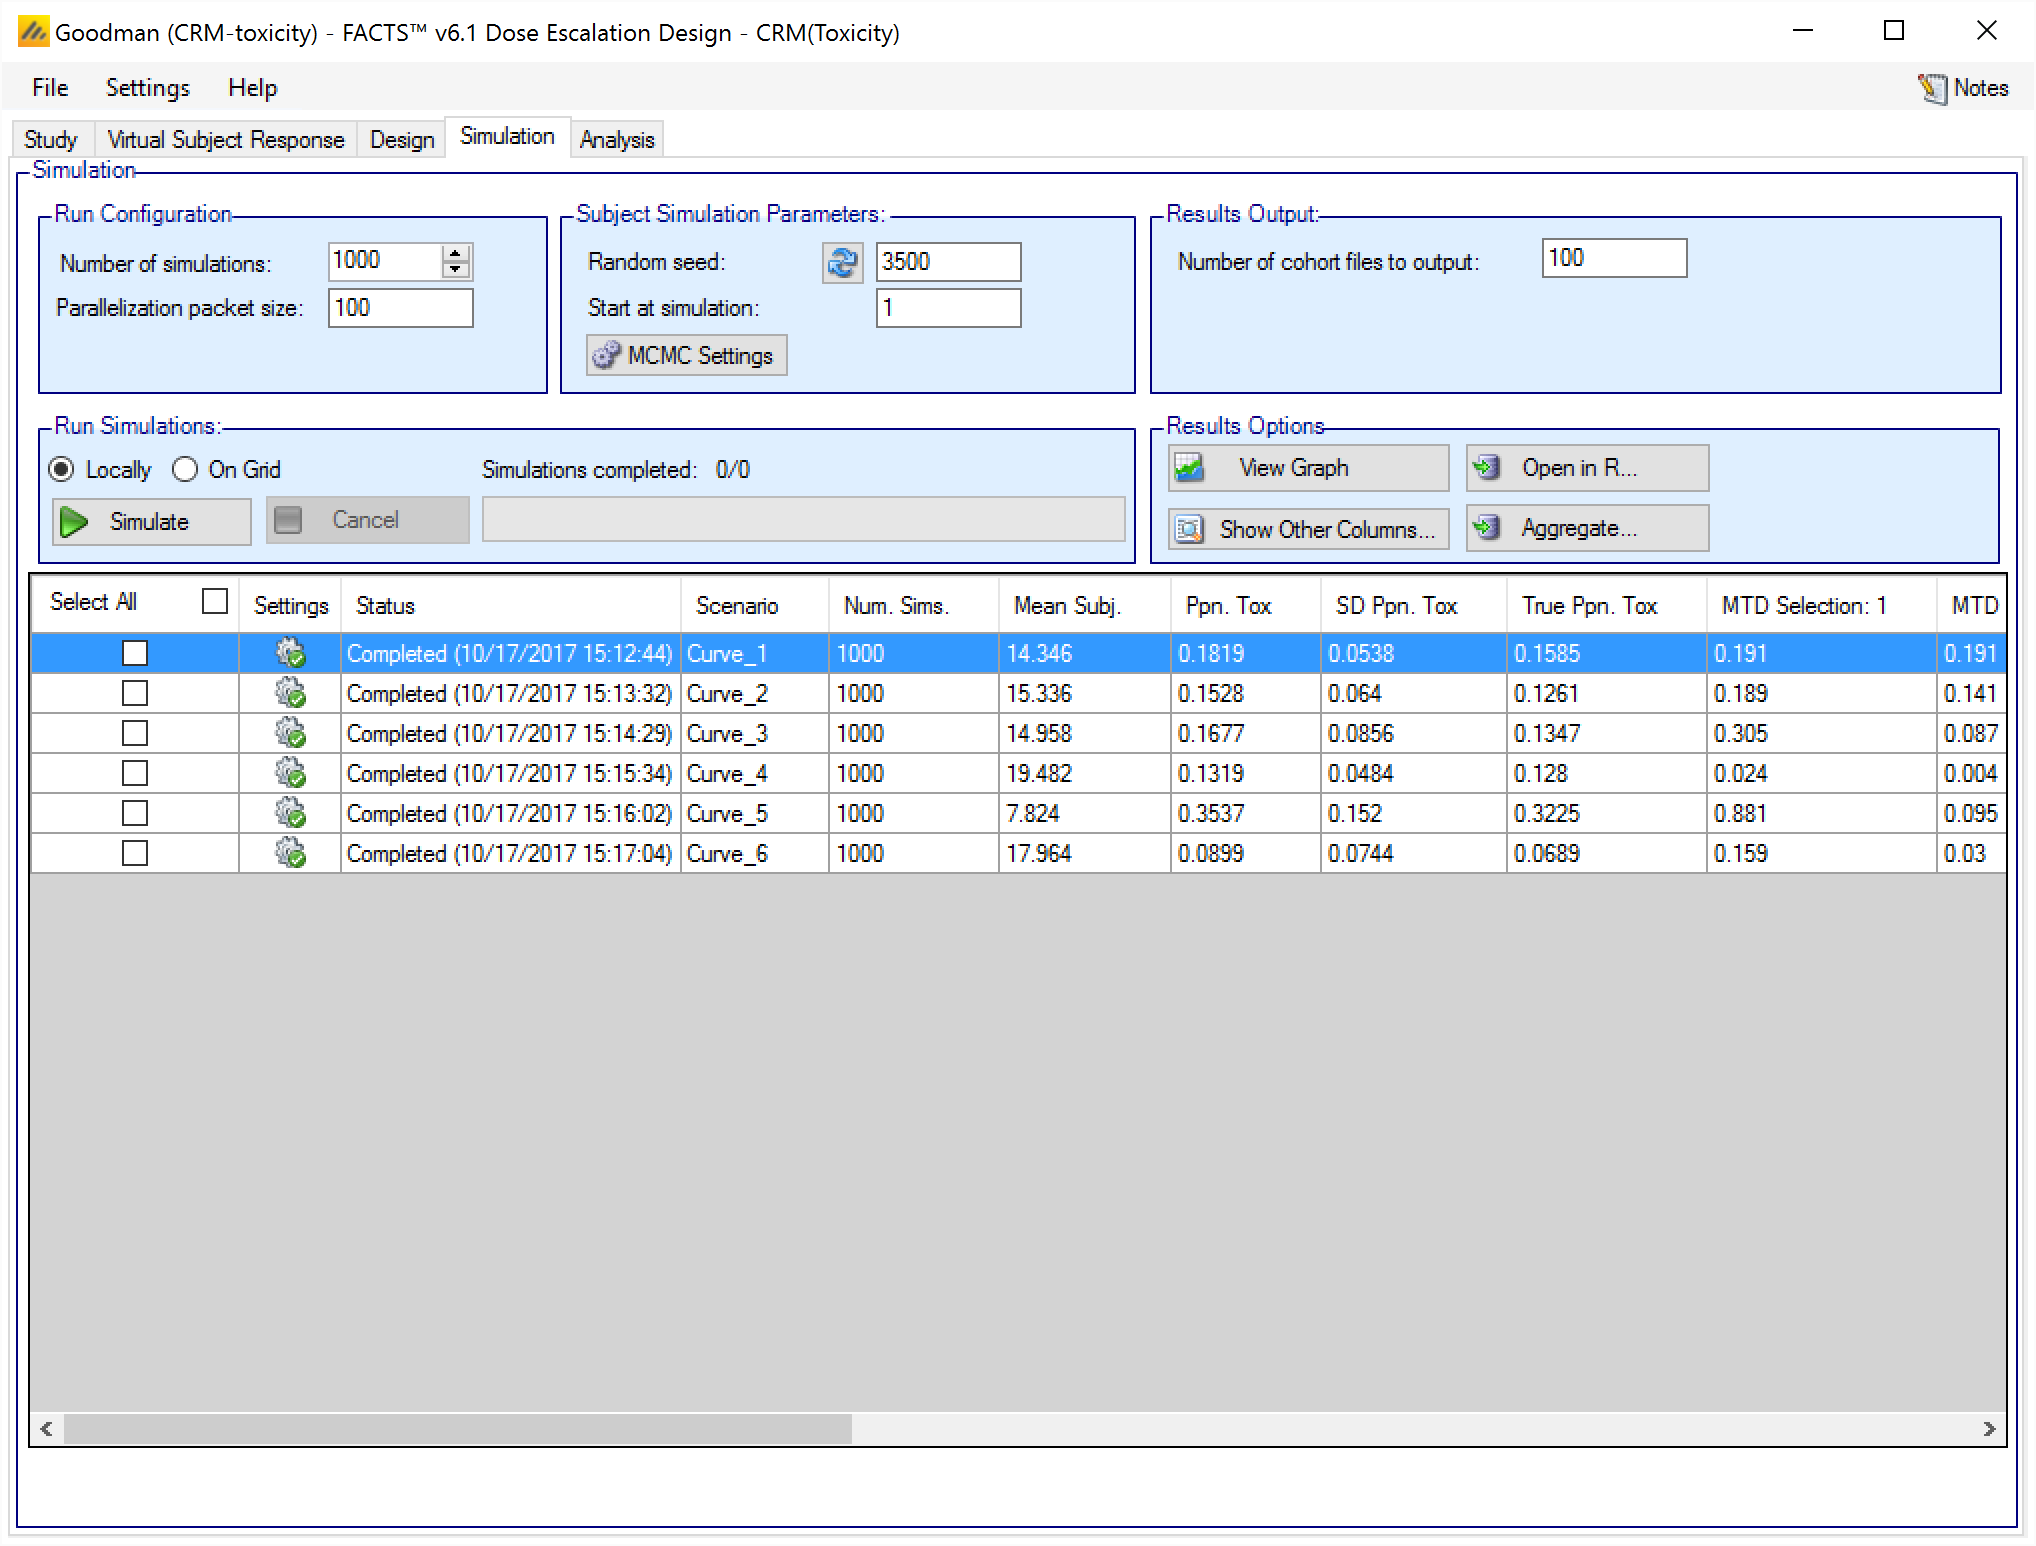 Goodman (CRM-toxicity) - FACTS™ v6.1 Dose Escalation Design - CRM(Toxicity)
File Settings Help Notes
Study Virtual Subject Response Design Simulation Analysis
Simulation
Run Configuration
Number of simulations: 1000
Parallelization packet size: 100
Subject Simulation Parameters:
Random seed: 3500
Start at simulation: 1
MCMC Settings
Results Output:
Number of cohort files to output: 100
Run Simulations:
Locally On Grid Simulations completed: 0/0
Simulate Cancel
Results Options
View Graph Open in R...
Show Other Columns... Aggregate...
Select All Settings Status Scenario Num. Sims. Mean Subj. Ppn. Tox SD Ppn. Tox True Ppn. Tox MTD Selection: 1 MTD
Completed (10/17/2017 15:12:44) Curve_1 1000 14.346 0.1819 0.0538 0.1585 0.191 0.191
Completed (10/17/2017 15:13:32) Curve_2 1000 15.336 0.1528 0.064 0.1261 0.189 0.141
Completed (10/17/2017 15:14:29) Curve_3 1000 14.958 0.1677 0.0856 0.1347 0.305 0.087
Completed (10/17/2017 15:15:34) Curve_4 1000 19.482 0.1319 0.0484 0.128 0.024 0.004
Completed (10/17/2017 15:16:02) Curve_5 1000 7.824 0.3537 0.152 0.3225 0.881 0.095
Completed (10/17/2017 15:17:04) Curve_6 1000 17.964 0.0899 0.0744 0.0689 0.159 0.03